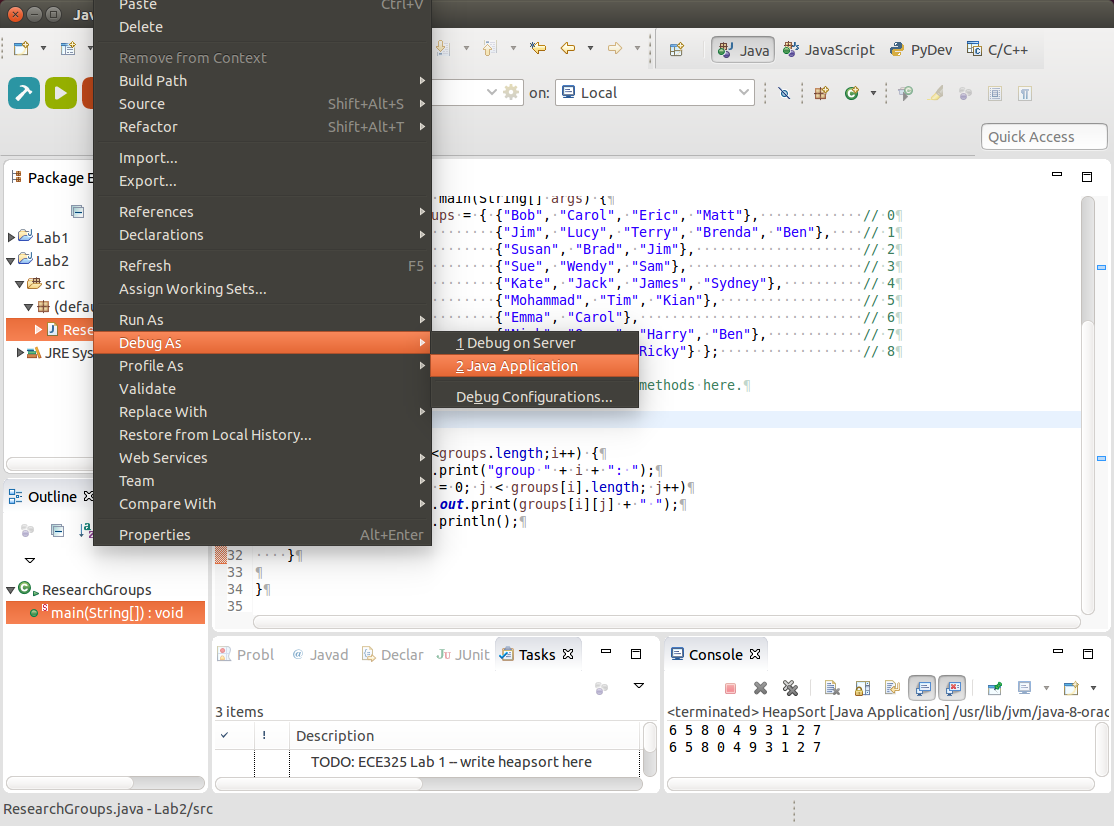 Jav
Paste Ctrl+V
Delete
Remove from Context
Build Path
Source Shift+Alt+S
Refactor Shift+Alt+T
Import...
Export...
References
Declarations
Refresh F5
Assign Working Sets...
Run As
Debug As
Profile As
Validate
Replace With
Restore from Local History...
Web Services
Team
Compare With
Properties Alt+Enter
1 Debug on Server
2 Java Application
Debug Configurations...
Java JavaScript PyDev C/C++
on: Local
Quick Access
Package E
Lab1
Lab2
src
(defau
Rese
JRE Sys
main(String[] args) {¶
ups = { {"Bob", "Carol", "Eric", "Matt"}, // 0¶
{"Jim", "Lucy", "Terry", "Brenda", "Ben"}, // 1¶
{"Susan", "Brad", "Jim"}, // 2¶
{"Sue", "Wendy", "Sam"}, // 3¶
{"Kate", "Jack", "James", "Sydney"}, // 4¶
{"Mohammad", "Tim", "Kian"}, // 5¶
{"Emma", "Carol"}, // 6¶
"Harry", "Ben"}, // 7¶
Ricky"} }; // 8¶
methods here.¶
<groups.length;i++) {¶
.print("group " + i + ": ");¶
= 0; j < groups[i].length; j++)¶
.out.print(groups[i][j] + " ");¶
.println();¶
32 }¶
33 ¶
34 }¶
35
Outline
ResearchGroups
main(String[]) : void
Probl Javad Declar JUnit Tasks
3 items
! Description
TODO: ECE325 Lab 1 -- write heapsort here
Console
<terminated> HeapSort [Java Application] /usr/lib/jvm/java-8-orac
6 5 8 0 4 9 3 1 2 7
6 5 8 0 4 9 3 1 2 7
ResearchGroups.java - Lab2/src